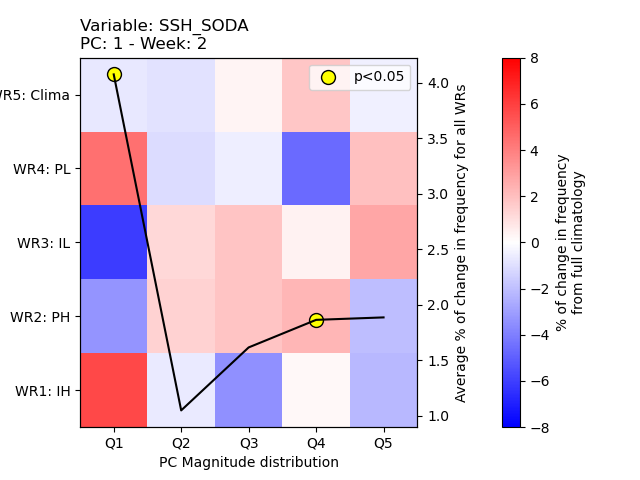 Variable: SSH_SODA
PC: 1 - Week: 2
p<0.05
WR5: Clima
WR4: PL
WR3: IL
WR2: PH
WR1: IH
Q1 Q2 Q3 Q4 Q5
PC Magnitude distribution
4.0
3.5
3.0
2.5
2.0
1.5
1.0
Average % of change in frequency for all WRs
8
6
4
2
0
−2
−4
−6
−8
% of change in frequency
from full climatology